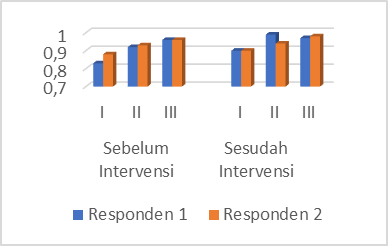 1
0,9
0,8
0,7
I II III I II III
Sebelum Intervensi
Sesudah Intervensi
Responden 1 Responden 2